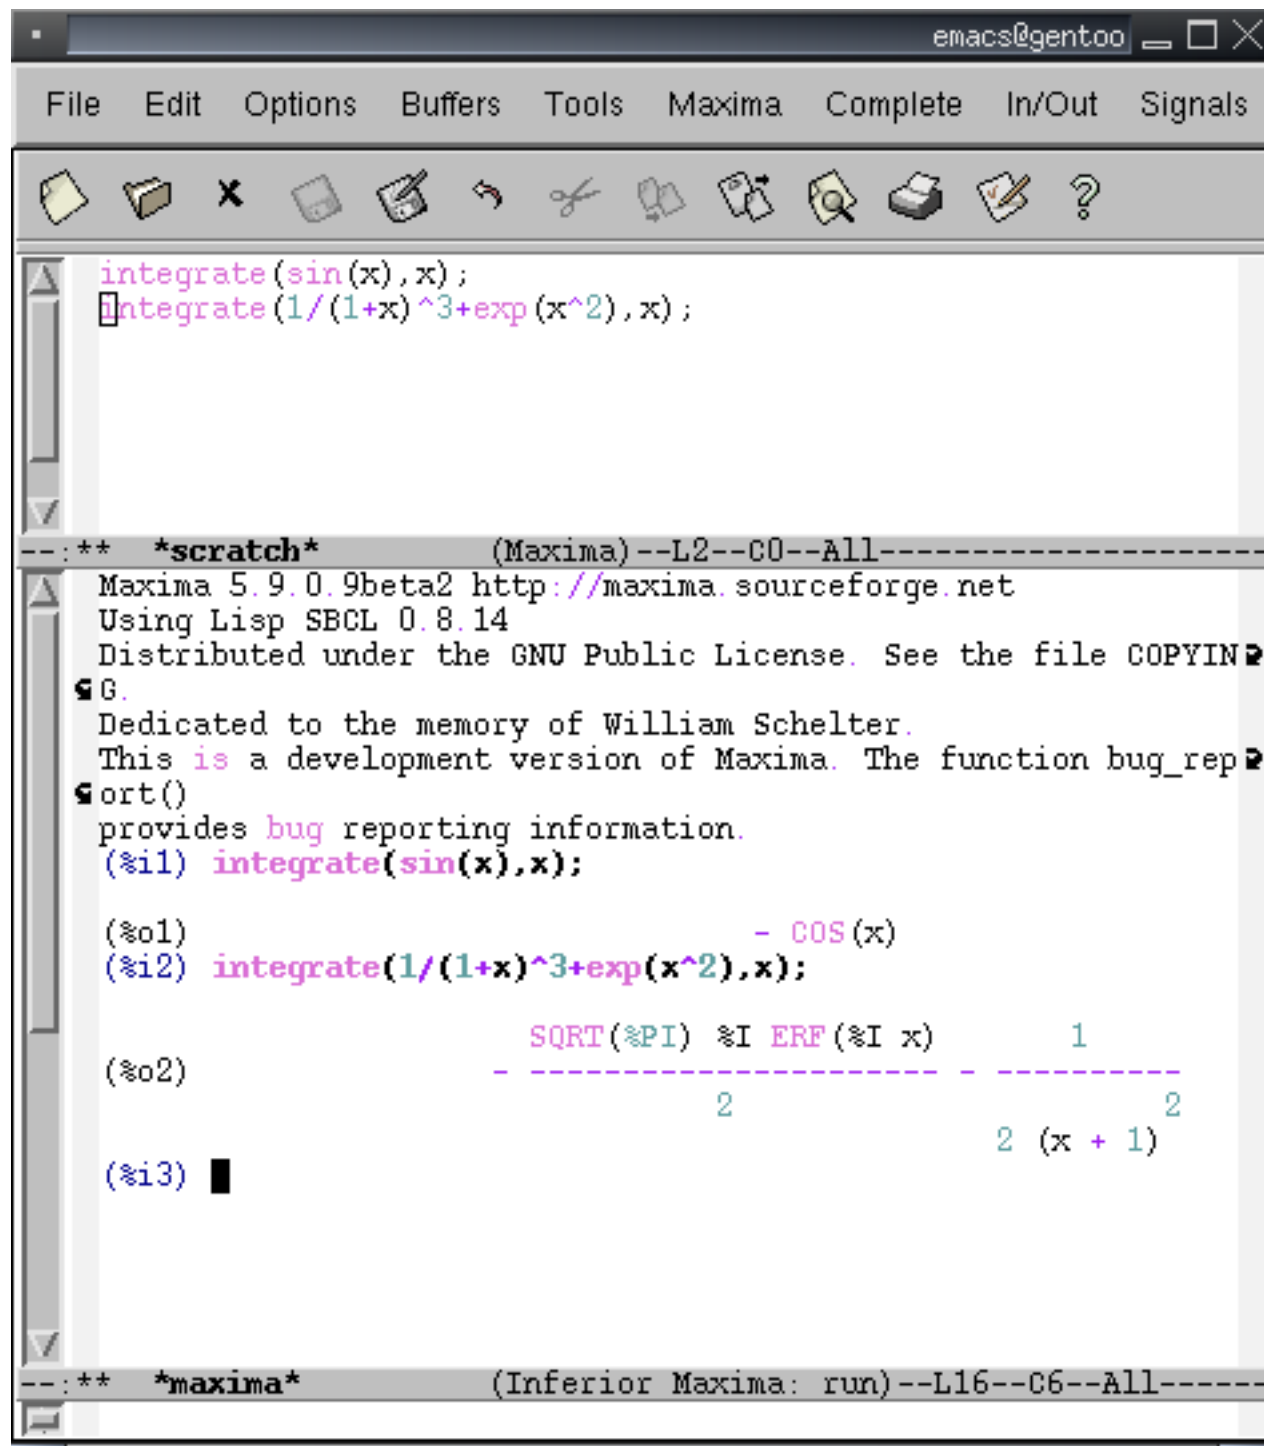 emacs@gentoo
File Edit Options Buffers Tools Maxima Complete In/Out Signals
integrate(sin(x),x);
integrate(1/(1+x)^3+exp(x^2),x);
--:** *scratch* (Maxima)--L2--C0--All---------------------
Maxima 5.9.0.9beta2 http://maxima.sourceforge.net
Using Lisp SBCL 0.8.14
Distributed under the GNU Public License. See the file COPYIN
G.
Dedicated to the memory of William Schelter.
This is a development version of Maxima. The function bug_rep
ort()
provides bug reporting information.
(%i1) integrate(sin(x),x);
(%o1) - COS(x)
(%i2) integrate(1/(1+x)^3+exp(x^2),x);
SQRT(%PI) %I ERF(%I x) 1
(%o2) - ---------------------- - ----------
2 2
2 (x + 1)
(%i3)
--:** *maxima* (Inferior Maxima: run)--L16--C6--All------